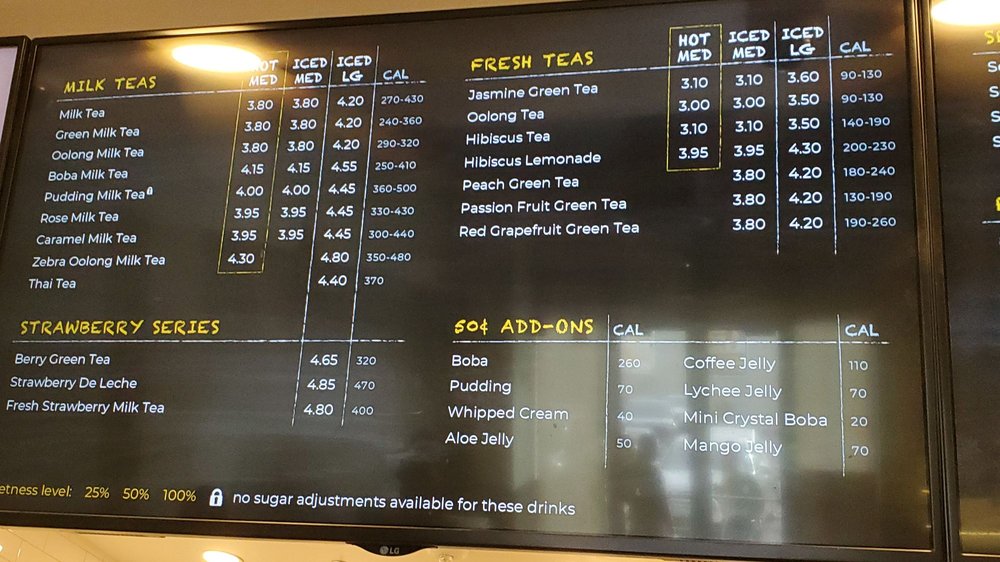 MILK TEAS HOT MED ICED MED ICED LG CAL
Milk Tea 3.80 3.80 4.20 270-430
Green Milk Tea 3.80 3.80 4.20 240-360
Oolong Milk Tea 3.80 3.80 4.20 290-320
Boba Milk Tea 4.15 4.15 4.55 250-410
Pudding Milk Tea 4.00 4.00 4.45 360-500
Rose Milk Tea 3.95 3.95 4.45 330-430
Caramel Milk Tea 3.95 3.95 4.45 300-440
Zebra Oolong Milk Tea 4.30 4.80 350-480
Thai Tea 4.40 370
STRAWBERRY SERIES
Berry Green Tea 4.65 320
Strawberry De Leche 4.85 470
Fresh Strawberry Milk Tea 4.80 400
FRESH TEAS HOT MED ICED MED ICED LG CAL
Jasmine Green Tea 3.10 3.10 3.60 90-130
Oolong Tea 3.00 3.00 3.50 90-130
Hibiscus Tea 3.10 3.10 3.50 140-190
Hibiscus Lemonade 3.95 3.95 4.30 200-230
Peach Green Tea 3.80 4.20 180-240
Passion Fruit Green Tea 3.80 4.20 130-190
Red Grapefruit Green Tea 3.80 4.20 190-260
50¢ ADD-ONS CAL CAL
Boba 260 Coffee Jelly 110
Pudding 70 Lychee Jelly 70
Whipped Cream 40 Mini Crystal Boba 20
Aloe Jelly 50 Mango Jelly 70
etness level: 25% 50% 100% no sugar adjustments available for these drinks
LG